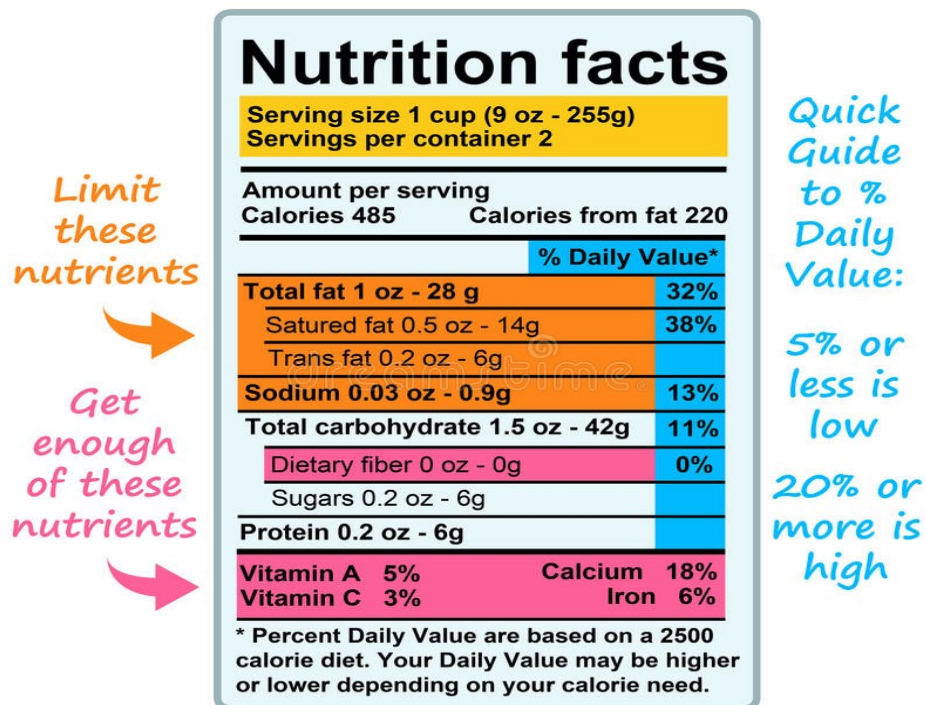 Nutrition facts
Serving size 1 cup (9 oz - 255g)
Servings per container 2
Amount per serving
Calories 485 Calories from fat 220
% Daily Value*
Total fat 1 oz - 28 g 32%
Satured fat 0.5 oz - 14g 38%
Trans fat 0.2 oz - 6g
Sodium 0.03 oz - 0.9g 13%
Total carbohydrate 1.5 oz - 42g 11%
Dietary fiber 0 oz - 0g 0%
Sugars 0.2 oz - 6g
Protein 0.2 oz - 6g
Vitamin A 5% Calcium 18%
Vitamin C 3% Iron 6%
* Percent Daily Value are based on a 2500
calorie diet. Your Daily Value may be higher
or lower depending on your calorie need.
Limit
these
nutrients
Get
enough
of these
nutrients
Quick
Guide
to %
Daily
Value:
5% or
less is
low
20% or
more is
high
dreamstime.